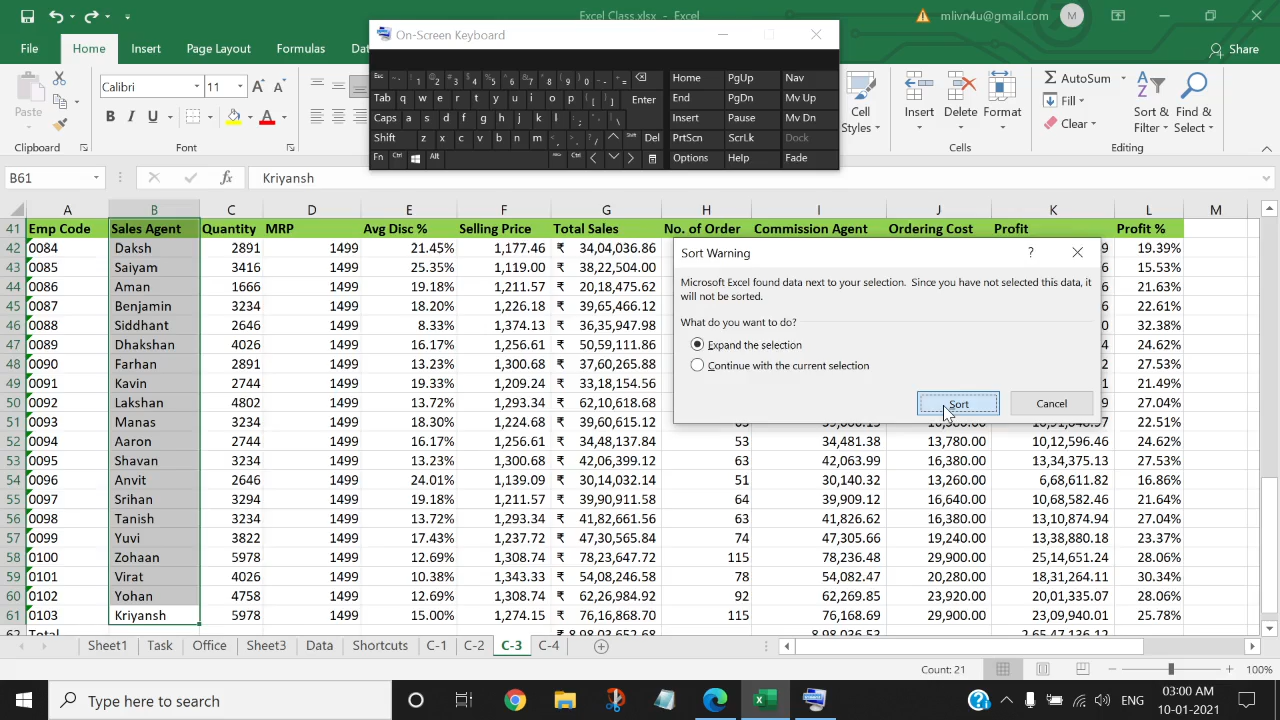 Excel Class.xlsx - Excel
mlivn4u@gmail.com M
File Home Insert Page Layout Formulas Da
Share
On-Screen Keyboard
Esc
Tab q w e r t y u i o p [ ] Enter
Caps a s d f g h j k l ; ' \
Shift z x c v b n m , . / Shift Del
Fn Ctrl Alt Ctrl
Home PgUp Nav
End PgDn Mv Up
Insert Pause Mv Dn
PrtScn ScrLk Dock
Options Help Fade
Paste
Clipboard
Calibri 11
B I U
Font
Cell Styles
Insert Delete Format
Cells
AutoSum
Fill
Clear
Sort & Filter
Find & Select
Editing
B61 Kriyansh
A B C D E F G H I J K L M
41 Emp Code Sales Agent Quantity MRP Avg Disc % Selling Price Total Sales No. of Order Commission Agent Ordering Cost Profit Profit %
42 0084 Daksh 2891 1499 21.45% 1,177.46 ₹ 34,04,036.86 9 19.39%
43 0085 Saiyam 3416 1499 25.35% 1,119.00 ₹ 38,22,504.00 5 15.53%
44 0086 Aman 1666 1499 19.18% 1,211.57 ₹ 20,18,475.62 0 21.63%
45 0087 Benjamin 3234 1499 18.20% 1,226.18 ₹ 39,65,466.12 8 22.61%
46 0088 Siddhant 2646 1499 8.33% 1,374.13 ₹ 36,35,947.98 0 32.38%
47 0089 Dhakshan 4026 1499 16.17% 1,256.61 ₹ 50,59,111.86 4 24.62%
48 0090 Farhan 2891 1499 13.23% 1,300.68 ₹ 37,60,265.88 7 27.53%
49 0091 Kavin 2744 1499 19.33% 1,209.24 ₹ 33,18,154.56 0 21.49%
50 0092 Lakshan 4802 1499 13.72% 1,293.34 ₹ 62,10,618.68 6 27.04%
51 0093 Manas 3234 1499 18.30% 1,224.68 ₹ 39,60,615.12 22.51%
52 0094 Aaron 2744 1499 16.17% 1,256.61 ₹ 34,48,137.84 53 34,481.38 13,780.00 10,12,596.46 24.62%
53 0095 Shavan 3234 1499 13.23% 1,300.68 ₹ 42,06,399.12 63 42,063.99 16,380.00 13,34,375.13 27.53%
54 0096 Anvit 2646 1499 24.01% 1,139.09 ₹ 30,14,032.14 51 30,140.32 13,260.00 6,68,611.82 16.86%
55 0097 Srihan 3294 1499 19.18% 1,211.57 ₹ 39,90,911.58 64 39,909.12 16,640.00 10,68,582.46 21.64%
56 0098 Tanish 3234 1499 13.72% 1,293.34 ₹ 41,82,661.56 63 41,826.62 16,380.00 13,10,874.94 27.04%
57 0099 Yuvi 3822 1499 17.43% 1,237.72 ₹ 47,30,565.84 74 47,305.66 19,240.00 13,38,880.18 23.37%
58 0100 Zohaan 5978 1499 12.69% 1,308.74 ₹ 78,23,647.72 115 78,236.48 29,900.00 25,14,651.24 28.06%
59 0101 Virat 4026 1499 10.38% 1,343.33 ₹ 54,08,246.58 78 54,082.47 20,280.00 18,31,264.11 30.34%
60 0102 Yohan 4758 1499 12.69% 1,308.74 ₹ 62,26,984.92 92 62,269.85 23,920.00 20,01,335.07 28.06%
61 0103 Kriyansh 5978 1499 15.00% 1,274.15 ₹ 76,16,868.70 115 76,168.69 29,900.00 23,09,940.01 25.78%
62 Total ₹ 8,98,03,652.68 8,98,036.53 2,65,47,136.12
Sort Warning
Microsoft Excel found data next to your selection. Since you have not selected this data, it
will not be sorted.
What do you want to do?
Expand the selection
Continue with the current selection
Sort Cancel
Sheet1 Task Office Sheet3 Data Shortcuts C-1 C-2 C-3 C-4
Count: 21 100%
Type here to search
ENG 03:00 AM
10-01-2021